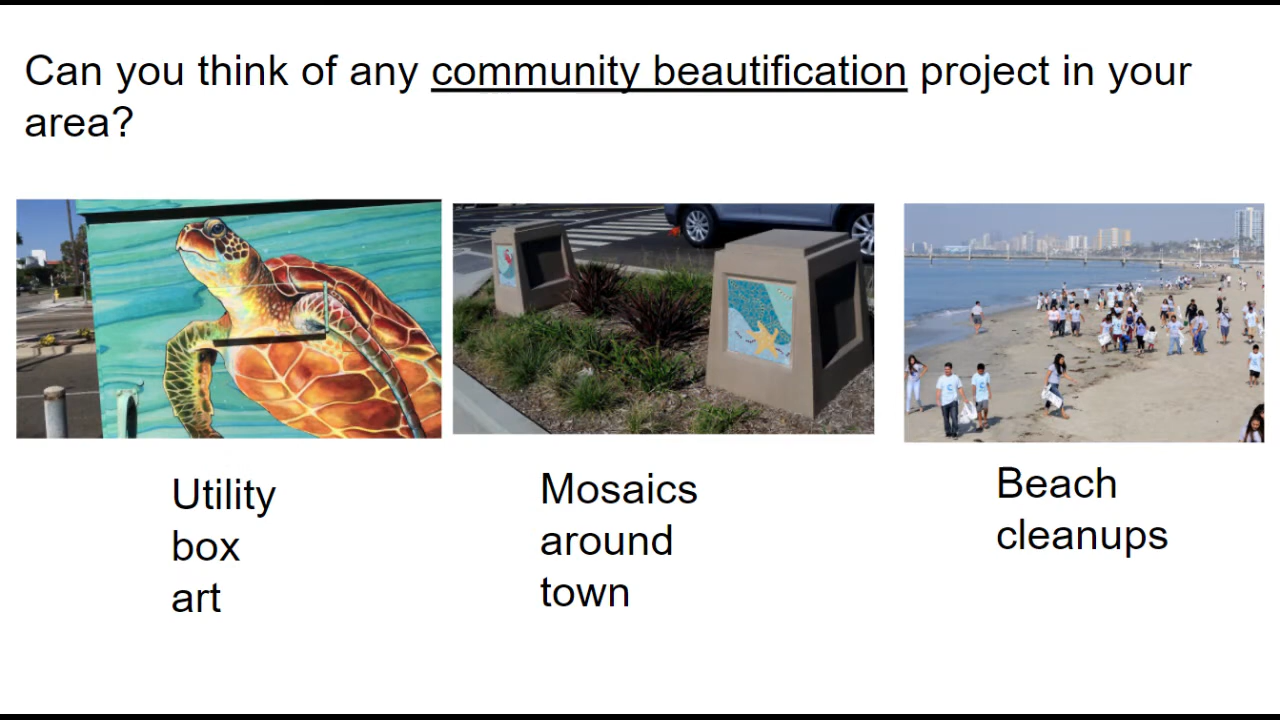 Can you think of any community beautification project in your
area?
Utility
box
art
Mosaics
around
town
Beach
cleanups